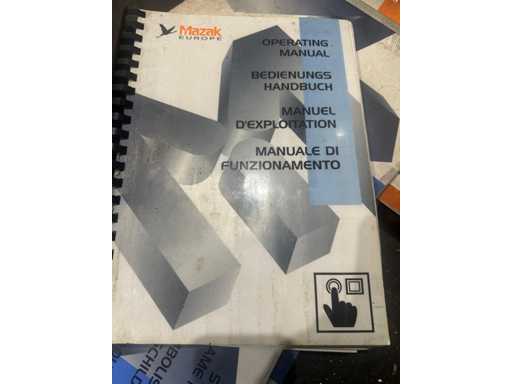 Mazak
EUROPE
OPERATING
MANUAL
BEDIENUNGS
HANDBUCH
MANUEL
D'EXPLOITATION
MANUALE DI
FUNZIONAMENTO